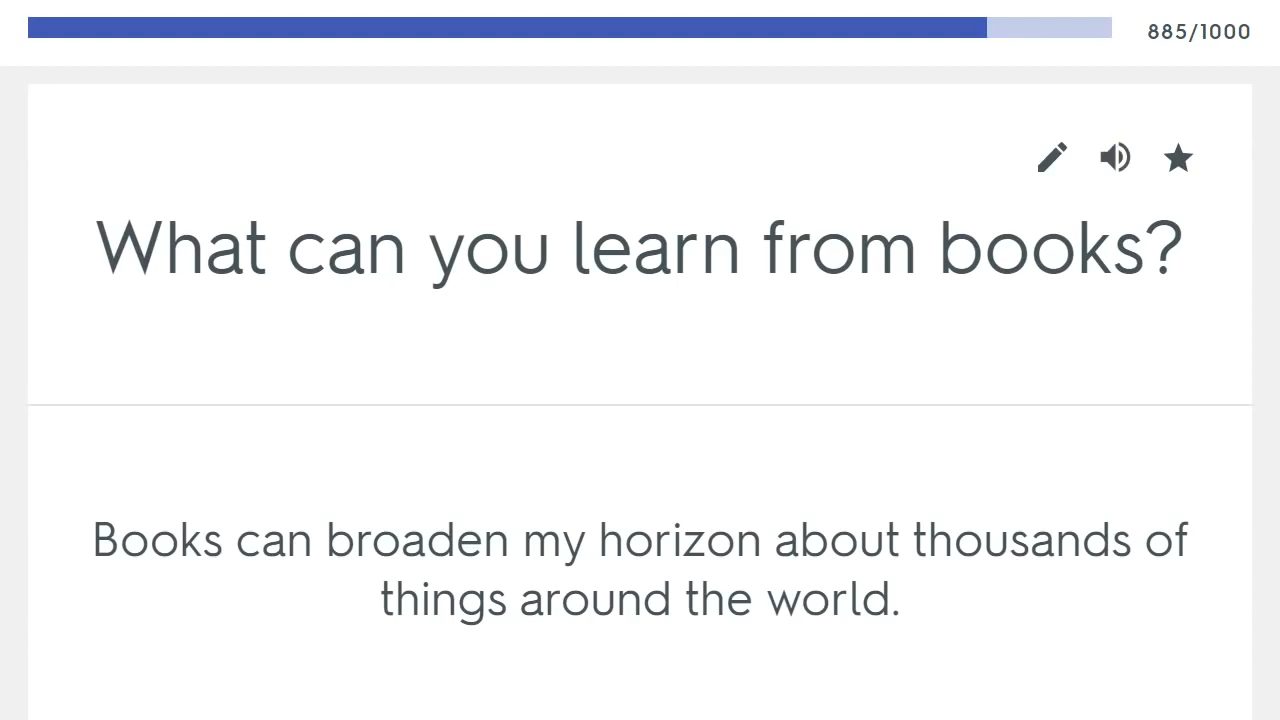 885/1000
What can you learn from books?
Books can broaden my horizon about thousands of
things around the world.